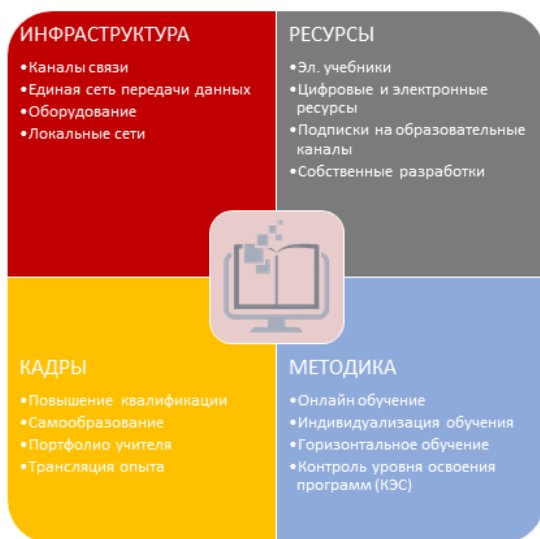 ИНФРАСТРУКТУРА
•Каналы связи
•Единая сеть передачи данных
•Оборудование
•Локальные сети
РЕСУРСЫ
•Эл. учебники
•Цифровые и электронные
ресурсы
•Подписки на образовательные
каналы
•Собственные разработки
КАДРЫ
•Повышение квалификации
•Самообразование
•Портфолио учителя
•Трансляция опыта
МЕТОДИКА
•Онлайн обучение
•Индивидуализация обучения
•Горизонтальное обучение
•Контроль уровня освоения
программ (КЭС)